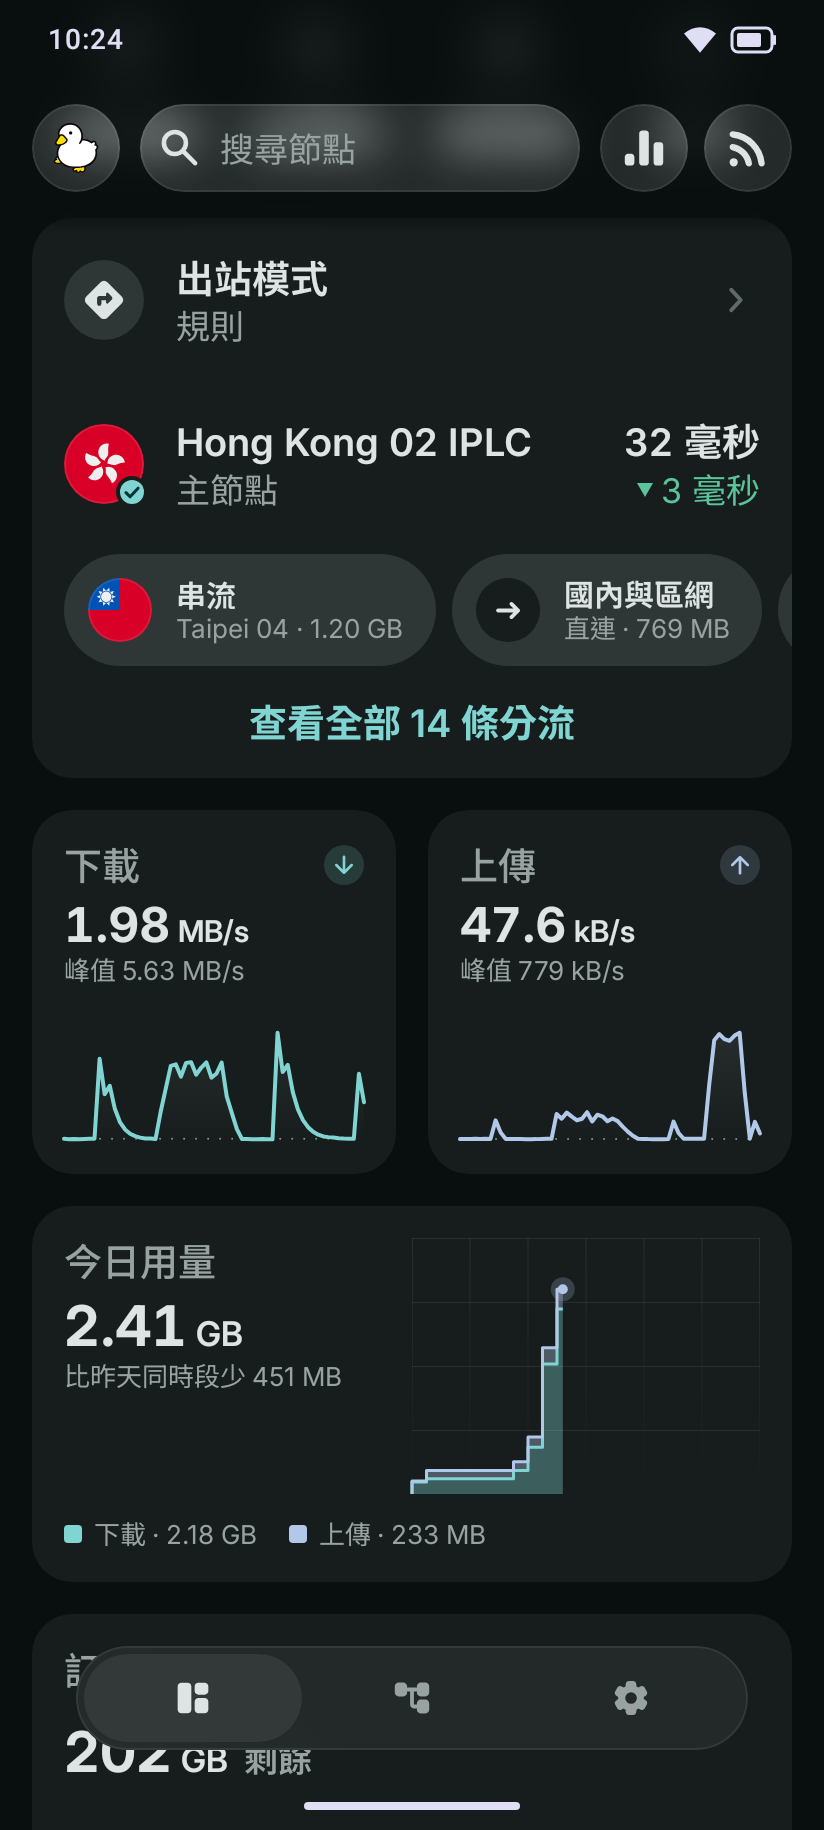 10:24
搜尋節點
出站模式
規則
Hong Kong 02 IPLC
32 毫秒
主節點
3 毫秒
串流
Taipei 04 · 1.20 GB
國內與區網
直連 · 769 MB
查看全部 14 條分流
下載
1.98 MB/s
峰值 5.63 MB/s
上傳
47.6 kB/s
峰值 779 kB/s
今日用量
2.41 GB
比昨天同時段少 451 MB
下載 · 2.18 GB
上傳 · 233 MB
202 GB 剩餘